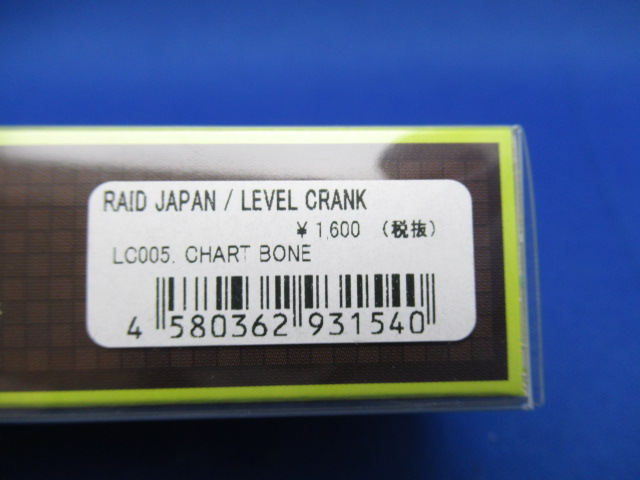 RAID JAPAN / LEVEL CRANK
¥ 1,600 (税抜)
LC005. CHART BONE
4 580362 931540